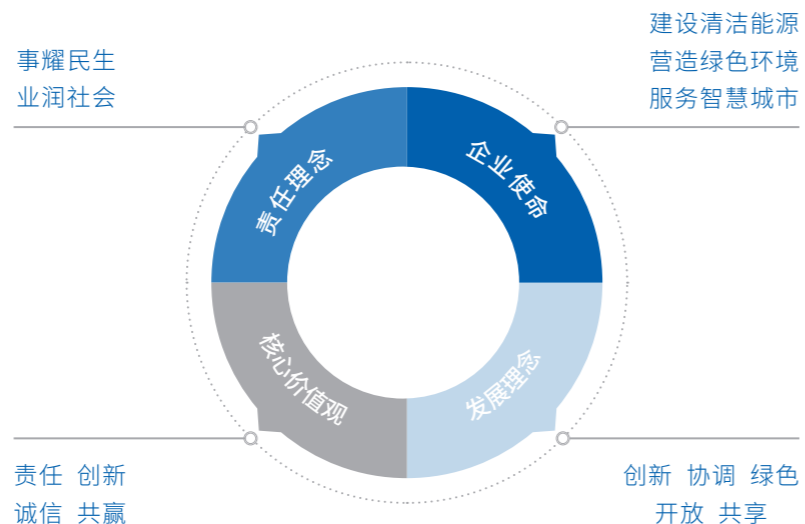 事耀民生
业润社会
建设清洁能源
营造绿色环境
服务智慧城市
责任理念
企业使命
核心价值观
发展理念
责任 创新
诚信 共赢
创新 协调 绿色
开放 共享